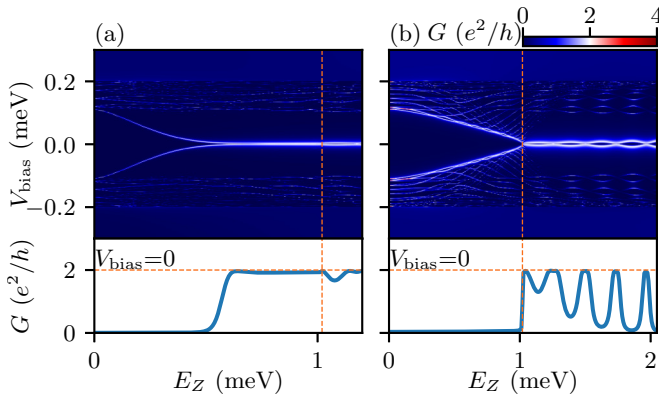 (a)
(b) G (e²/h)
0 2 4
V_bias (meV)
0.2
0.0
−0.2
V_bias=0
V_bias=0
G (e²/h)
2
0
0 1
0 1 2
E_Z (meV)
E_Z (meV)